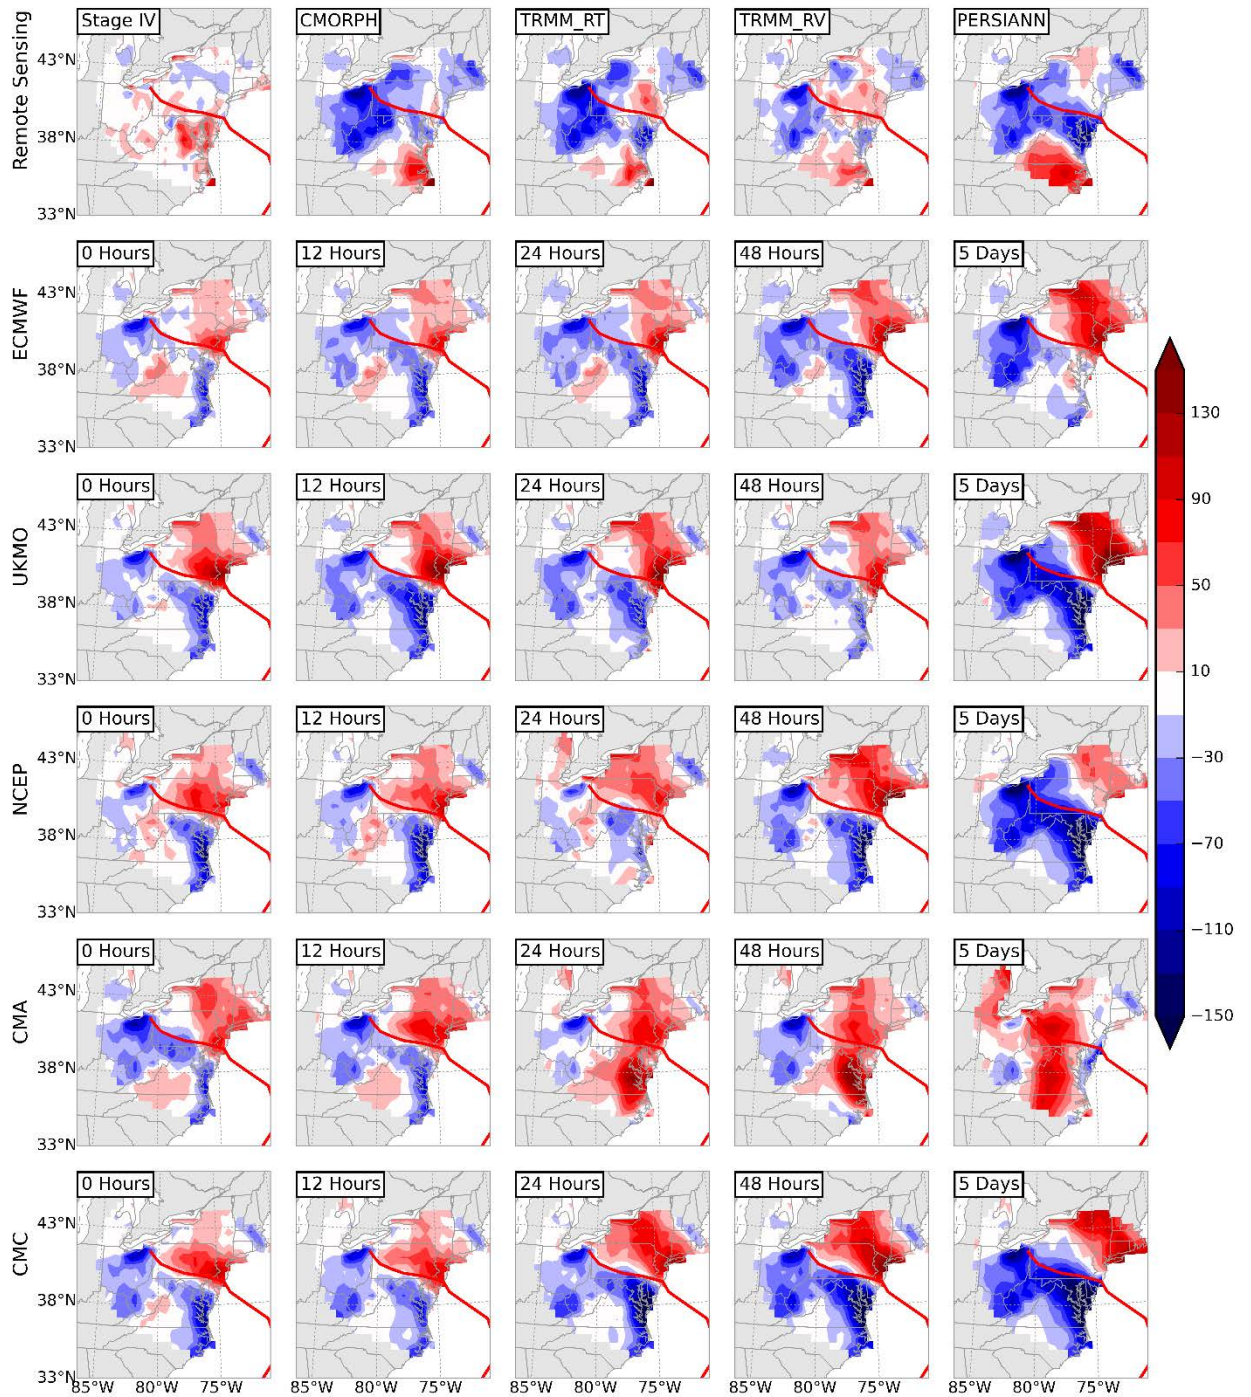 Remote Sensing
Stage IV CMORPH TRMM_RT TRMM_RV PERSIANN
43°N
38°N
33°N
ECMWF
0 Hours 12 Hours 24 Hours 48 Hours 5 Days
43°N
38°N
33°N
UKMO
0 Hours 12 Hours 24 Hours 48 Hours 5 Days
43°N
38°N
33°N
NCEP
0 Hours 12 Hours 24 Hours 48 Hours 5 Days
43°N
38°N
33°N
CMA
0 Hours 12 Hours 24 Hours 48 Hours 5 Days
43°N
38°N
33°N
CMC
0 Hours 12 Hours 24 Hours 48 Hours 5 Days
43°N
38°N
33°N
85°W 80°W 75°W 85°W 80°W 75°W 85°W 80°W 75°W 85°W 80°W 75°W 85°W 80°W 75°W
130
90
50
10
−30
−70
−110
−150